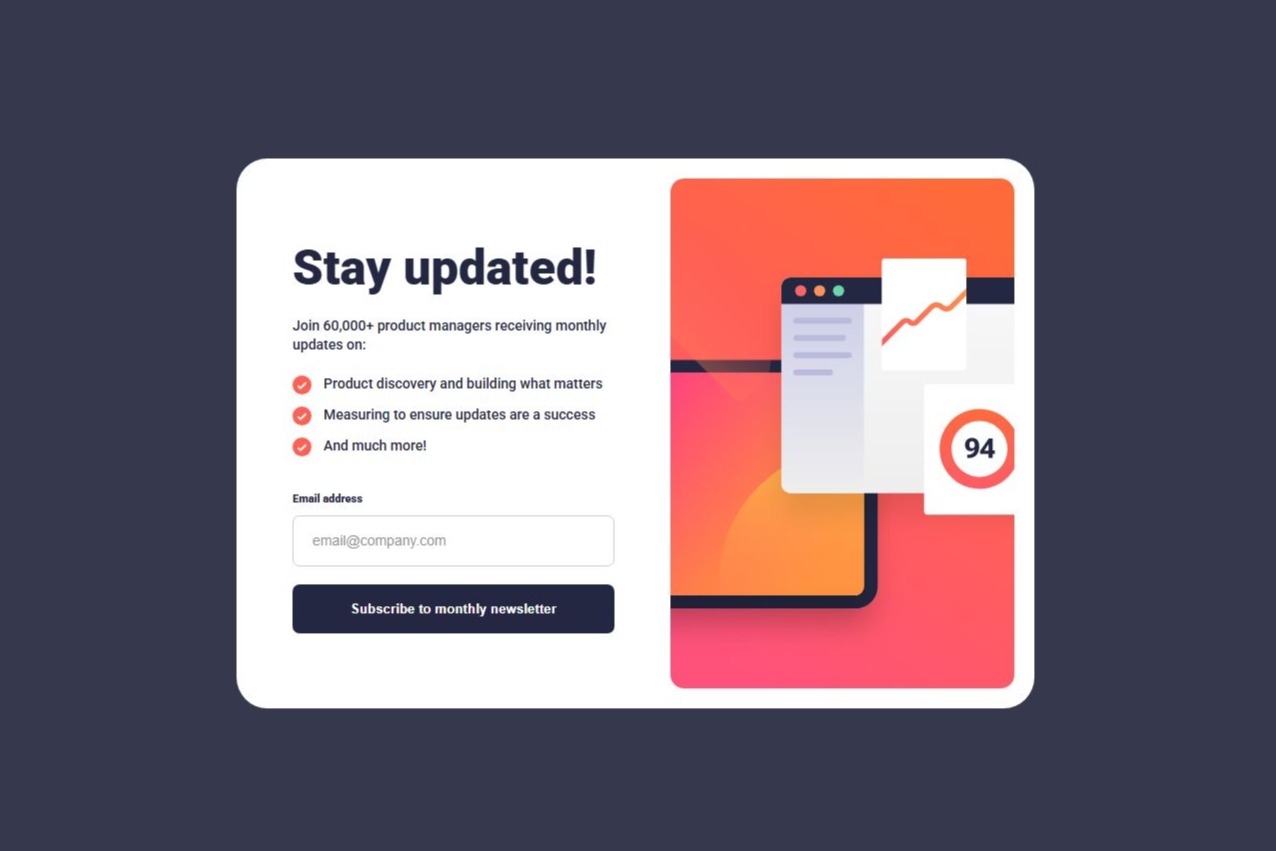 Stay updated!
Join 60,000+ product managers receiving monthly
updates on:
Product discovery and building what matters
Measuring to ensure updates are a success
And much more!
Email address
email@company.com
Subscribe to monthly newsletter
94